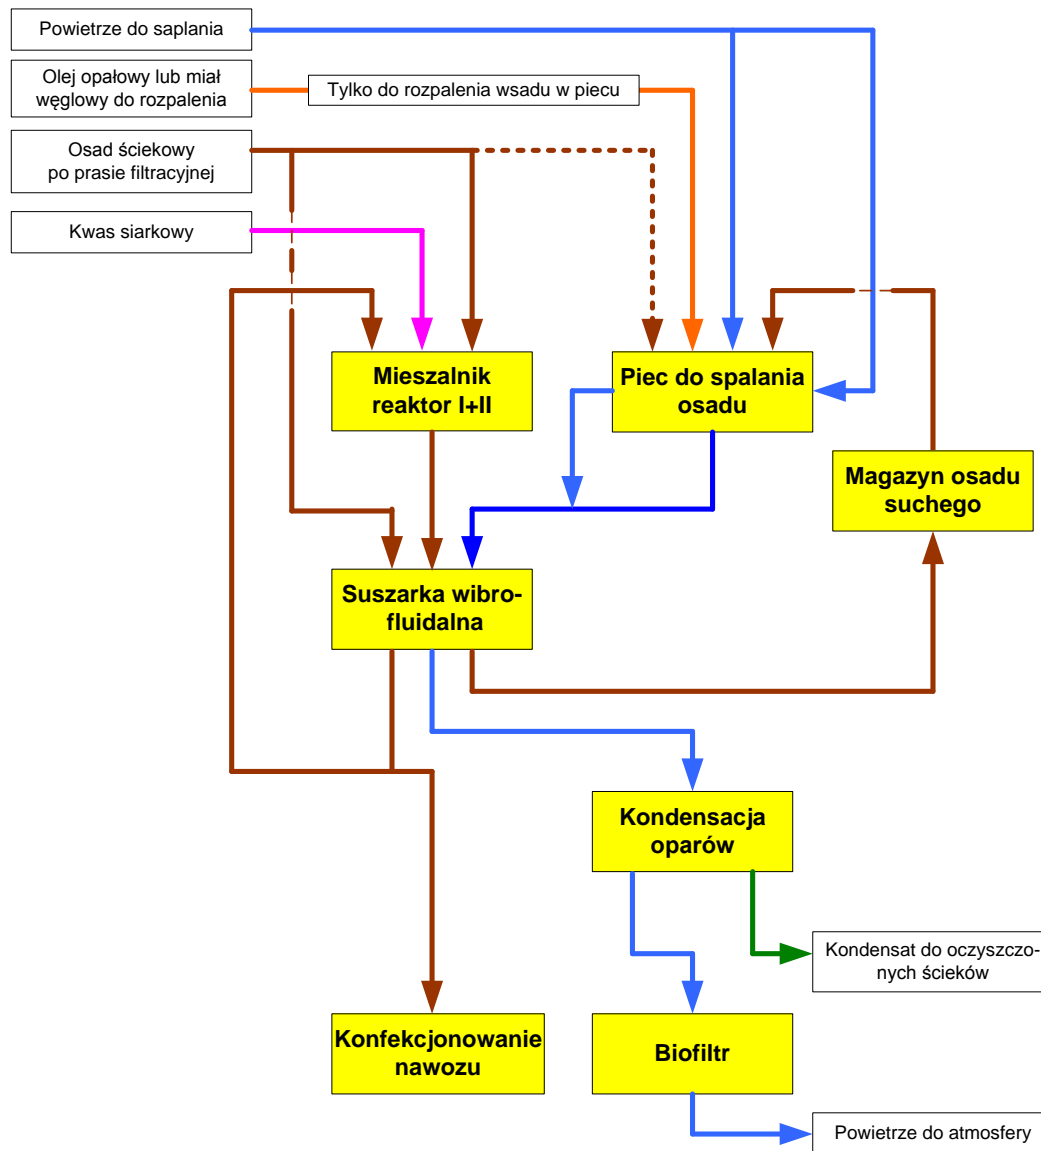 Powietrze do saplania
Olej opałowy lub miał
węglowy do rozpalenia
Tylko do rozpalenia wsadu w piecu
Osad ściekowy
po prasie filtracyjnej
Kwas siarkowy
Mieszalnik
reaktor I+II
Piec do spalania
osadu
Magazyn osadu
suchego
Suszarka wibro-
fluidalna
Kondensacja
oparów
Kondensat do oczyszczo-
nych ścieków
Konfekcjonowanie
nawozu
Biofiltr
Powietrze do atmosfery